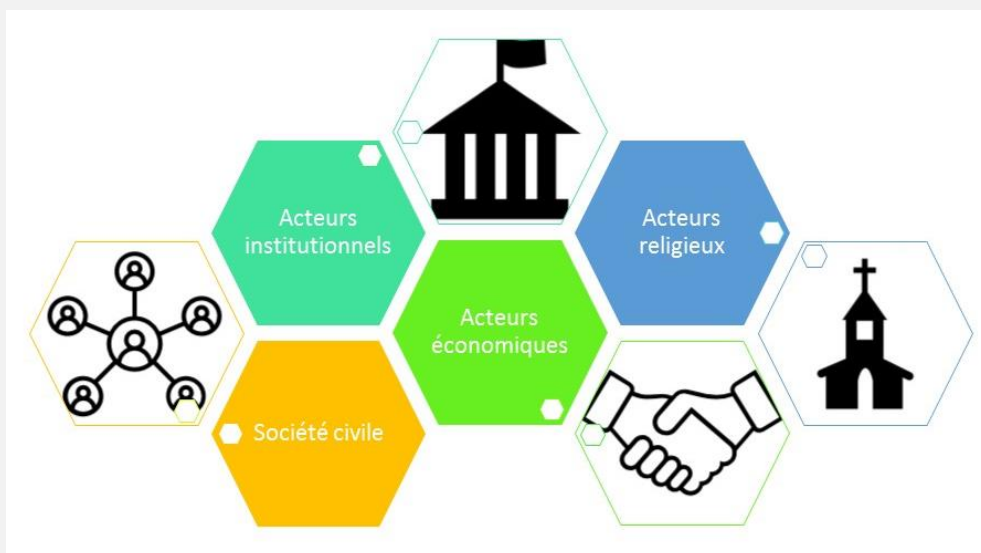 Acteurs
institutionnels
Acteurs
religieux
Acteurs
économiques
Société civile